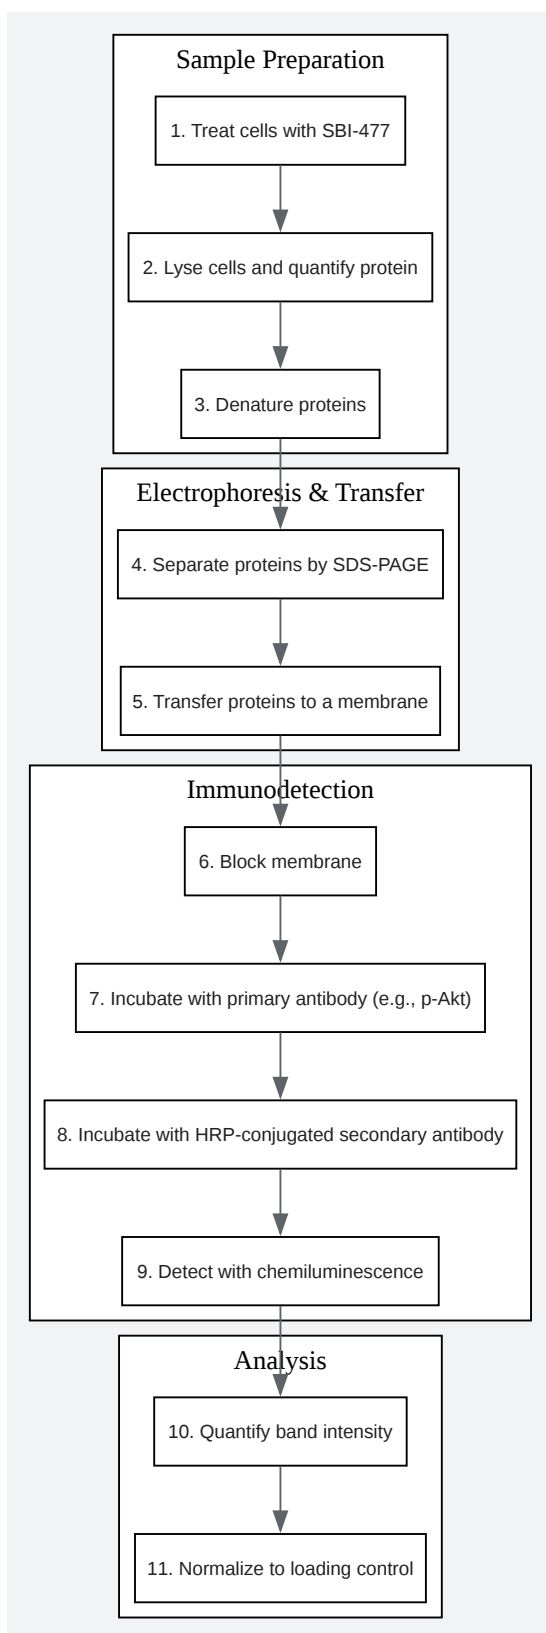 Sample Preparation
1. Treat cells with SBI-477
2. Lyse cells and quantify protein
3. Denature proteins
Electrophoresis & Transfer
4. Separate proteins by SDS-PAGE
5. Transfer proteins to a membrane
Immunodetection
6. Block membrane
7. Incubate with primary antibody (e.g., p-Akt)
8. Incubate with HRP-conjugated secondary antibody
9. Detect with chemiluminescence
Analysis
10. Quantify band intensity
11. Normalize to loading control